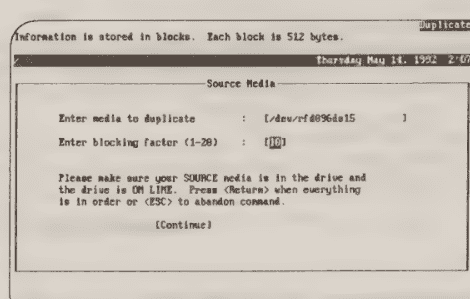 Duplicate
Information is stored in blocks. Each block is 512 bytes.
Thursday May 14, 1992 2:07
Source Media
Enter media to duplicate : [/dev/rfd096ds15 ]
Enter blocking factor (1-20) : [10]
Please make sure your SOURCE media is in the drive and
the drive is ON LINE. Press <Return> when everything
is in order or <ESC> to abandon command.
[Continue]